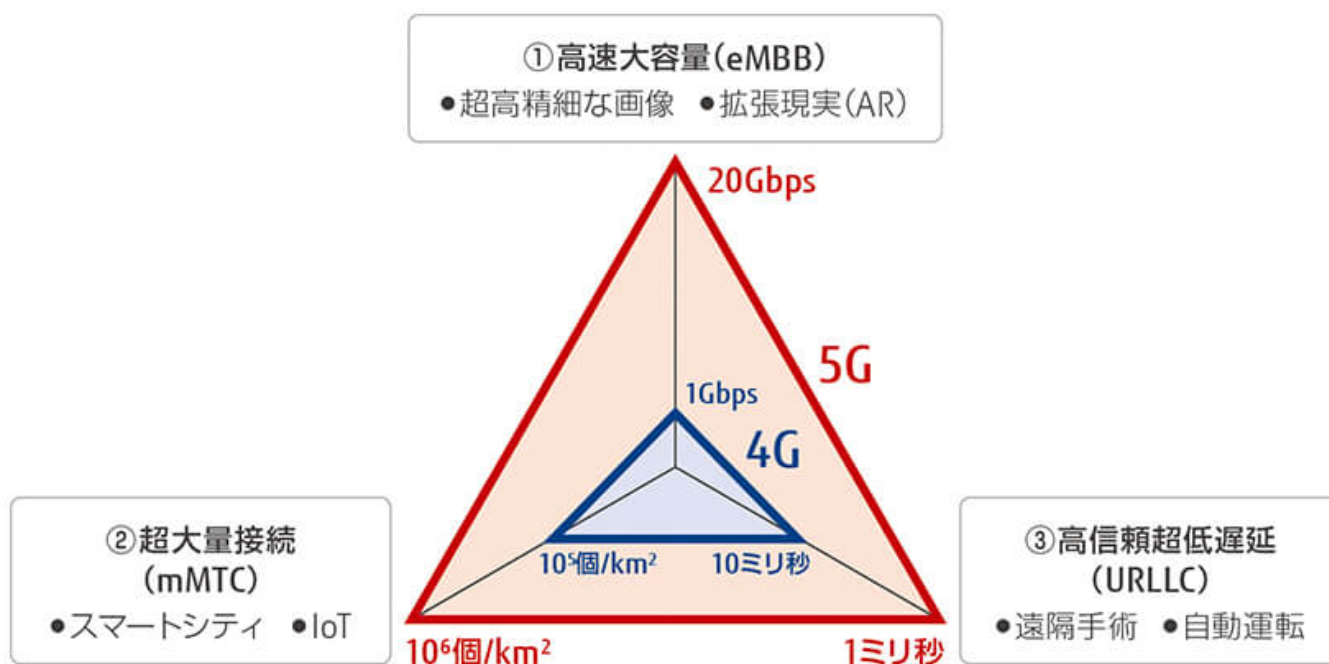 ①高速大容量(eMBB)
●超高精細な画像 ●拡張現実(AR)
20Gbps
5G
1Gbps
4G
②超大量接続
(mMTC)
●スマートシティ ●IoT
10⁵個/km²
10ミリ秒
③高信頼超低遅延
(URLLC)
●遠隔手術 ●自動運転
10⁶個/km²
1ミリ秒